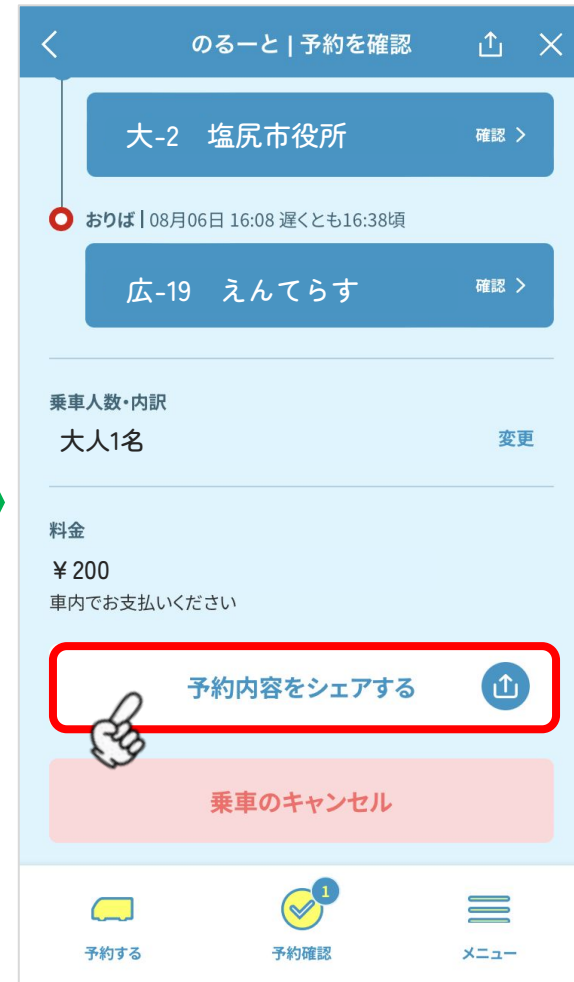 のるーと | 予約を確認
大-2 塩尻市役所 確認
おりば | 08月06日 16:08 遅くとも16:38頃
広-19 えんてらす 確認
乗車人数・内訳
大人1名 変更
料金
¥200
車内でお支払いください
予約内容をシェアする
乗車のキャンセル
1
予約する 予約確認 メニュー